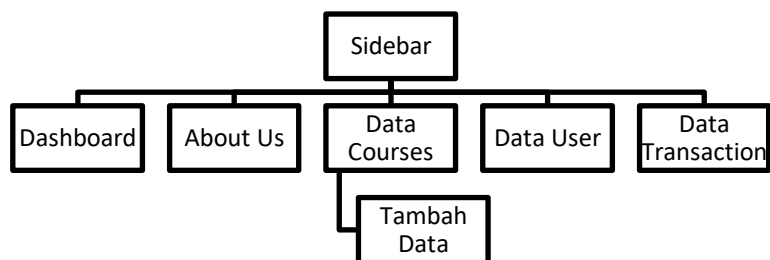 Sidebar
Dashboard
About Us
Data
Courses
Data User
Data
Transaction
Tambah
Data